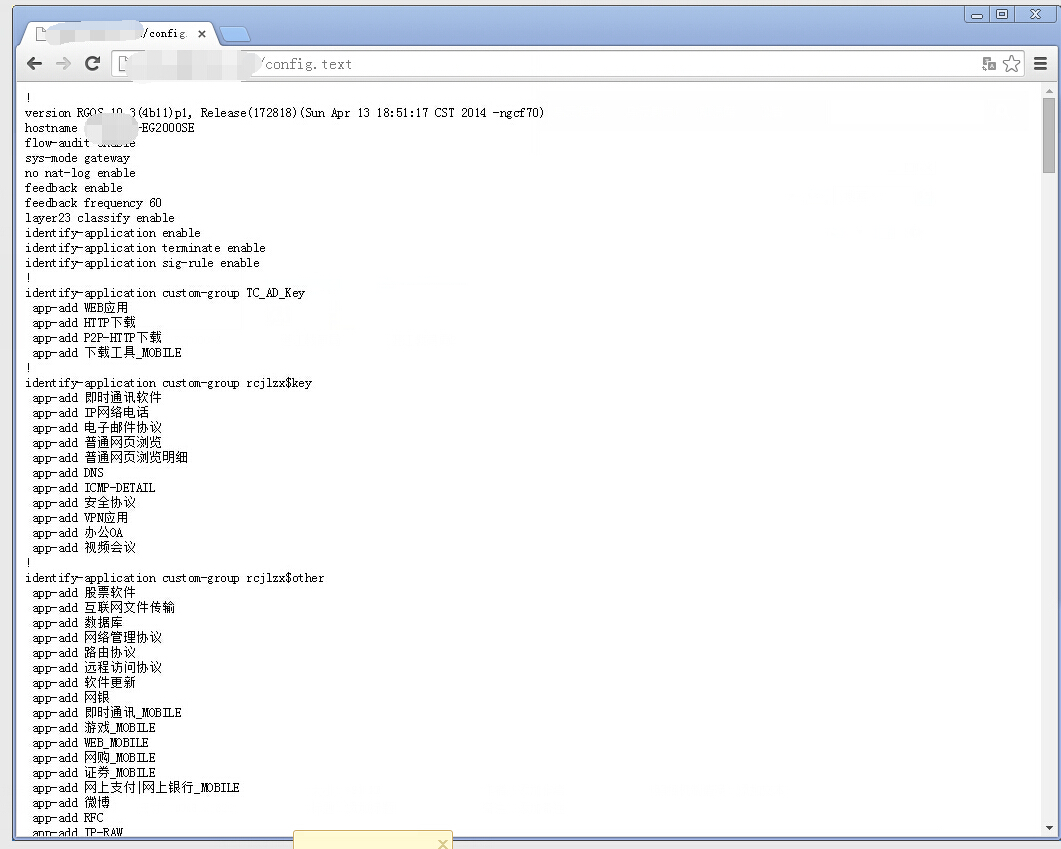 /config.
/config.text
!
version RGOS 10.3(4b11)p1, Release(172818)(Sun Apr 13 18:51:17 CST 2014 -ngcf70)
hostname -EG2000SE
flow-audit enable
sys-mode gateway
no nat-log enable
feedback enable
feedback frequency 60
layer23 classify enable
identify-application enable
identify-application terminate enable
identify-application sig-rule enable
!
identify-application custom-group TC_AD_Key
app-add WEB应用
app-add HTTP下载
app-add P2P-HTTP下载
app-add 下载工具_MOBILE
!
identify-application custom-group rcjlzx$key
app-add 即时通讯软件
app-add IP网络电话
app-add 电子邮件协议
app-add 普通网页浏览
app-add 普通网页浏览明细
app-add DNS
app-add ICMP-DETAIL
app-add 安全协议
app-add VPN应用
app-add 办公OA
app-add 视频会议
!
identify-application custom-group rcjlzx$other
app-add 股票软件
app-add 互联网文件传输
app-add 数据库
app-add 网络管理协议
app-add 路由协议
app-add 远程访问协议
app-add 软件更新
app-add 网银
app-add 即时通讯_MOBILE
app-add 游戏_MOBILE
app-add WEB_MOBILE
app-add 网购_MOBILE
app-add 证券_MOBILE
app-add 网上支付|网上银行_MOBILE
app-add 微博
app-add RFC
app-add IP-RAW